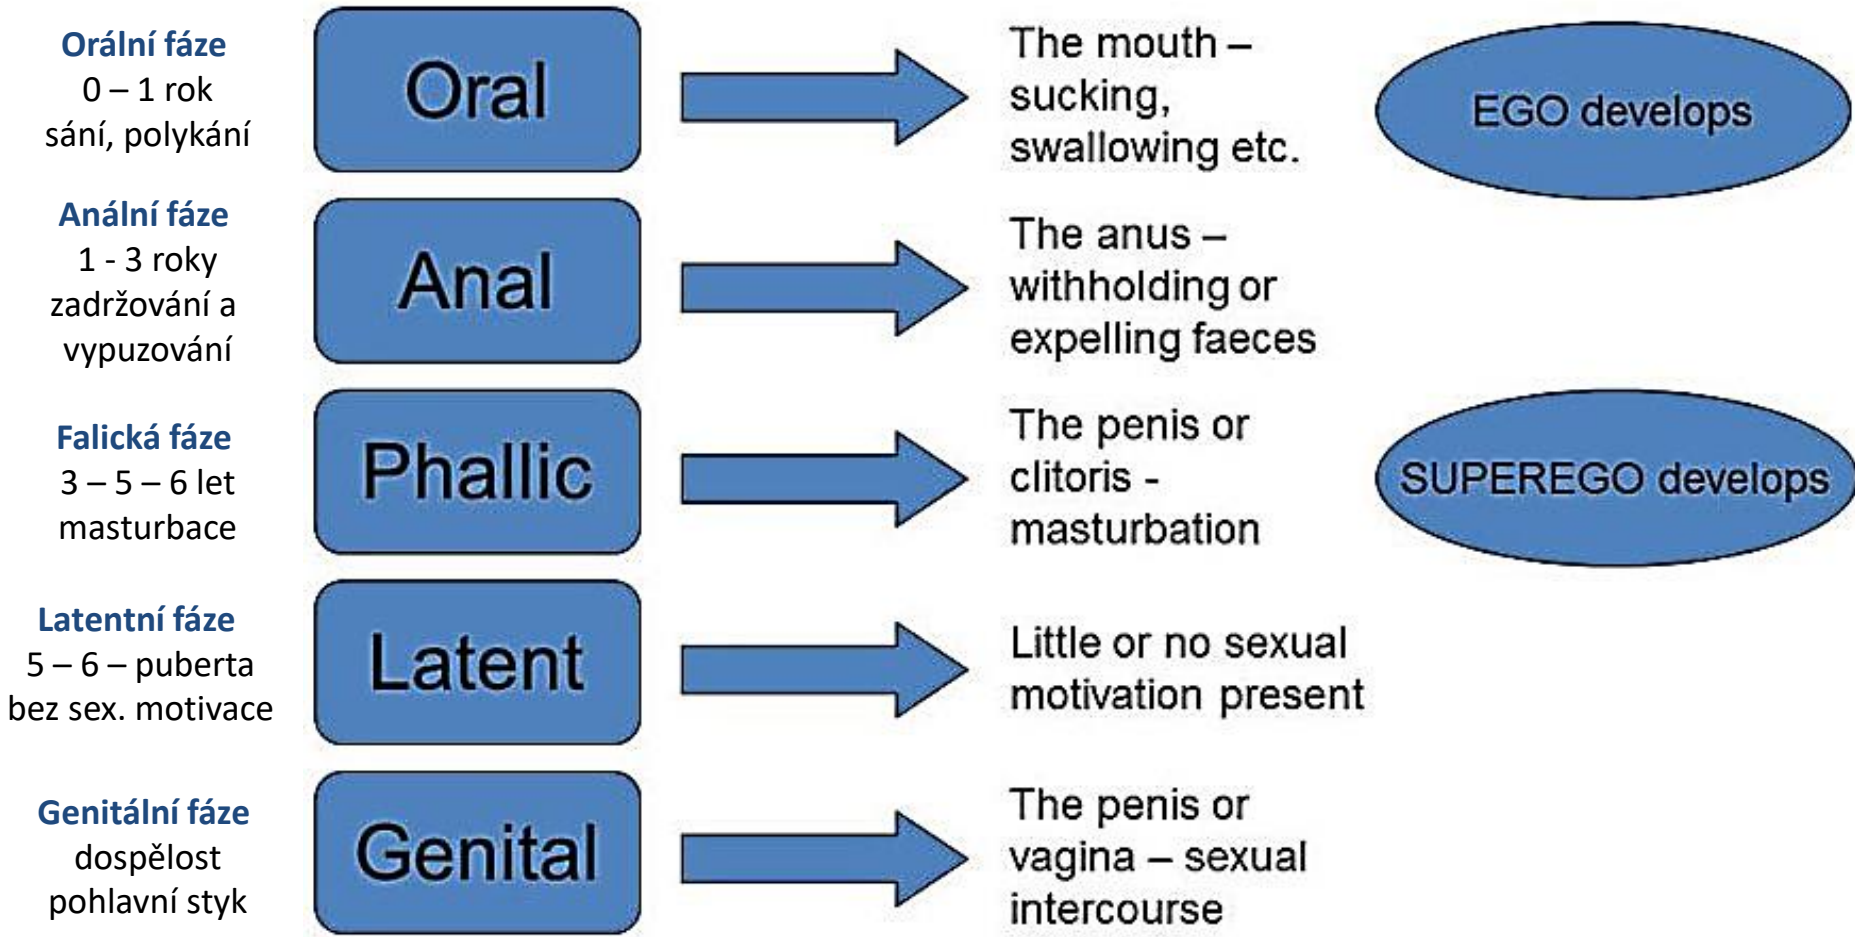 Orální fáze
0 – 1 rok
sání, polykání
Oral
The mouth –
sucking,
swallowing etc.
EGO develops
Anální fáze
1 - 3 roky
zadržování a
vypuzování
Anal
The anus –
withholding or
expelling faeces
Falická fáze
3 – 5 – 6 let
masturbace
Phallic
The penis or
clitoris -
masturbation
SUPEREGO develops
Latentní fáze
5 – 6 – puberta
bez sex. motivace
Latent
Little or no sexual
motivation present
Genitální fáze
dospělost
pohlavní styk
Genital
The penis or
vagina – sexual
intercourse